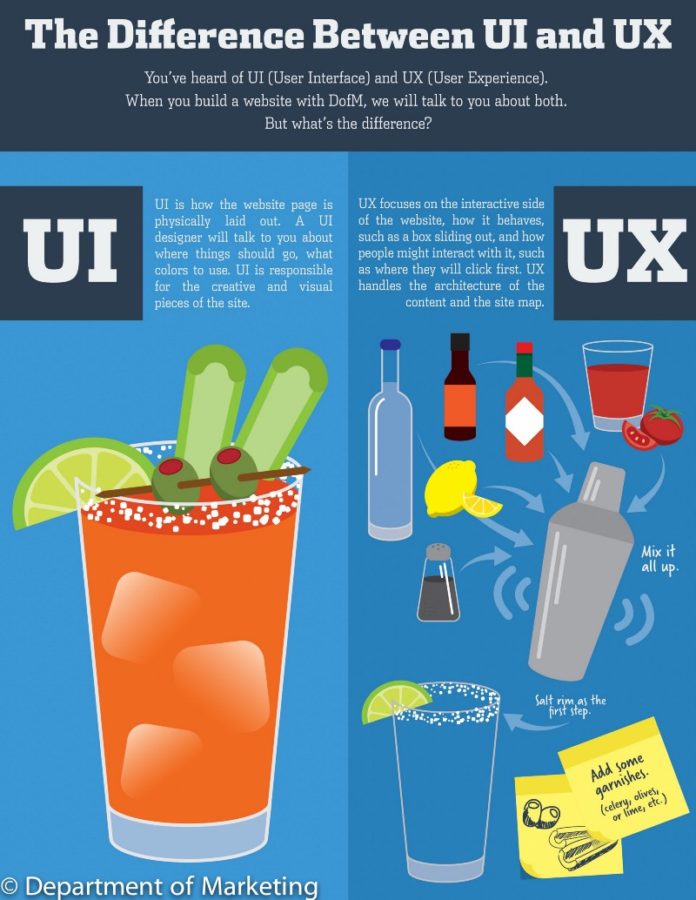 The Difference Between UI and UX
You've heard of UI (User Interface) and UX (User Experience).
When you build a website with DofM, we will talk to you about both.
But what's the difference?
UI
UI is how the website page is
physically laid out. A UI
designer will talk to you about
where things should go, what
colors to use. UI is responsible
for the creative and visual
pieces of the site.
UX focuses on the interactive side
of the website, how it behaves,
such as a box sliding out, and how
people might interact with it, such
as where they will click first. UX
handles the architecture of the
content and the site map.
UX
Mix it
all up.
Salt rim as the
first step.
Add some
garnishes.
(celery, olives,
or lime, etc.)
© Department of Marketing